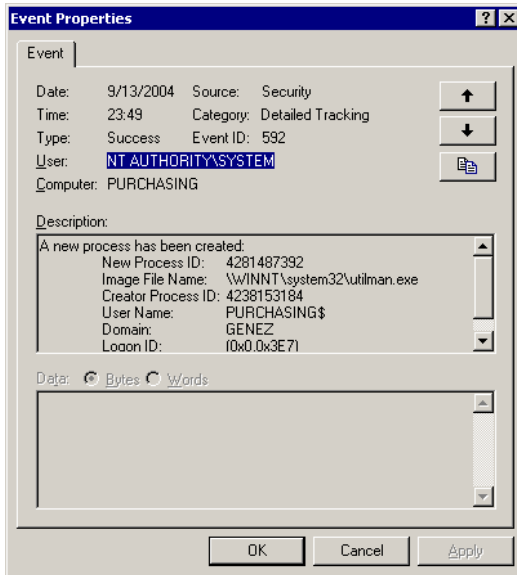 Event Properties
Event
Date: 9/13/2004 Source: Security
Time: 23:49 Category: Detailed Tracking
Type: Success Event ID: 592
User: NT AUTHORITY\SYSTEM
Computer: PURCHASING
Description:
A new process has been created:
New Process ID: 4281487392
Image File Name: \WINNT\system32\utilman.exe
Creator Process ID: 4238153184
User Name: PURCHASING$
Domain: GENEZ
Logon ID: (0x0,0x3E7)
Data: Bytes Words
OK Cancel Apply